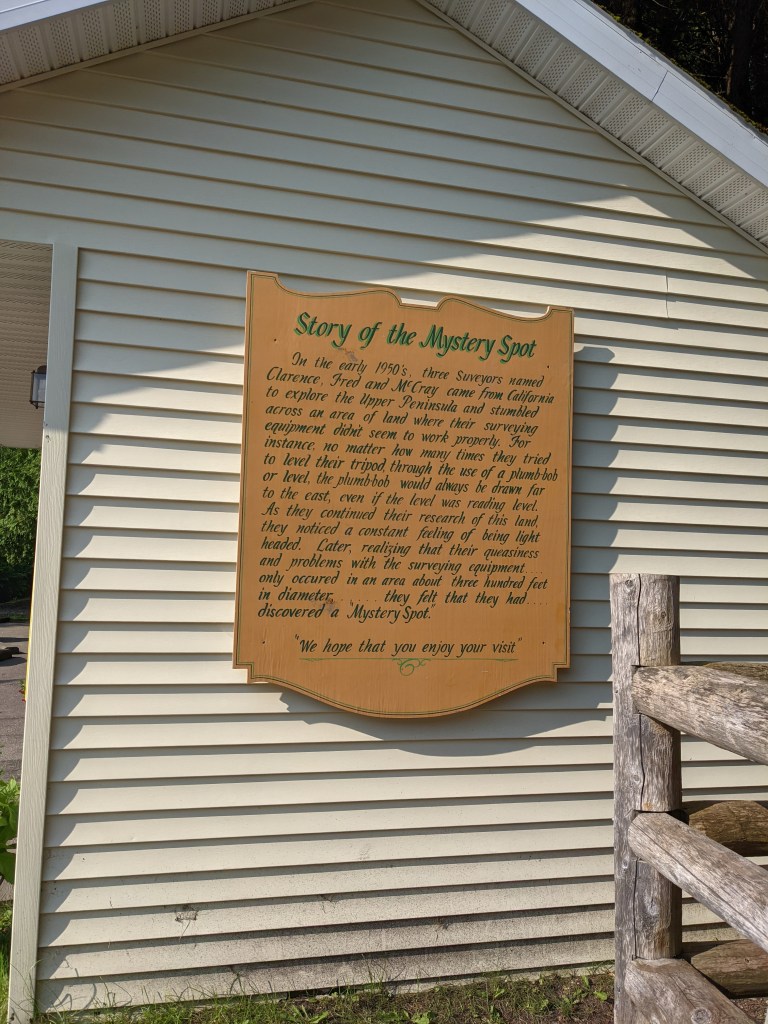 Story of the Mystery Spot
In the early 1950's, three Suveyors named
Clarence, Fred and McCray came from California
to explore the Upper Peninsula and stumbled
across an area of land where their surveying
equipment didn't seem to work properly. For
instance, no matter how many times they tried
to level their tripod, through the use of a plumb-bob
or level, the plumb-bob would always be drawn far
to the east, even if the level was reading level.
As they continued their research of this land,
they noticed a constant feeling of being light
headed. Later, realizing that their queasiness
and problems with the surveying equipment...
only occured in an area about three hundred feet
in diameter, ...... they felt that they had....
discovered a "Mystery Spot."
"We hope that you enjoy your visit"